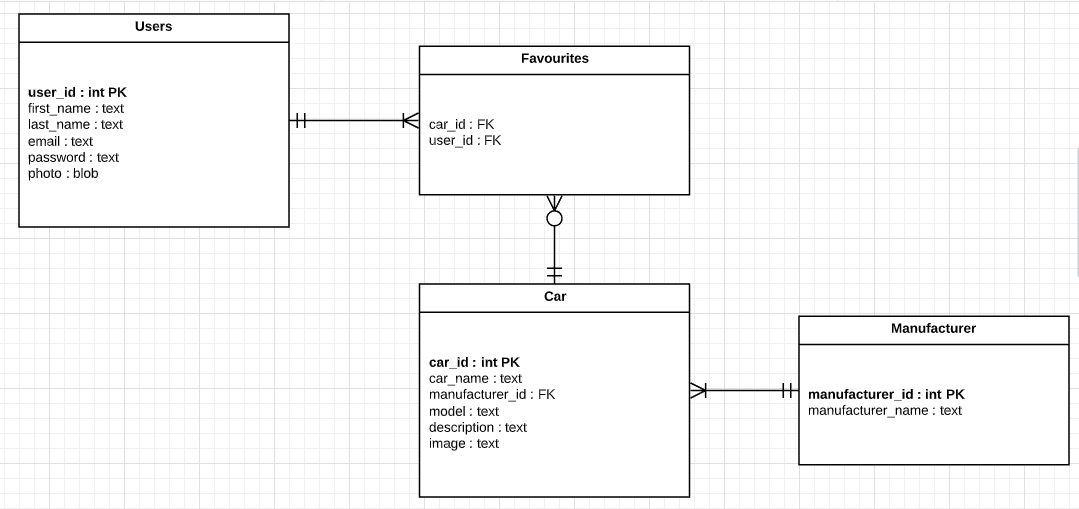 Users
user_id : int PK
first_name : text
last_name : text
email : text
password : text
photo : blob
Favourites
car_id : FK
user_id : FK
Car
car_id : int PK
car_name : text
manufacturer_id : FK
model : text
description : text
image : text
Manufacturer
manufacturer_id : int PK
manufacturer_name : text